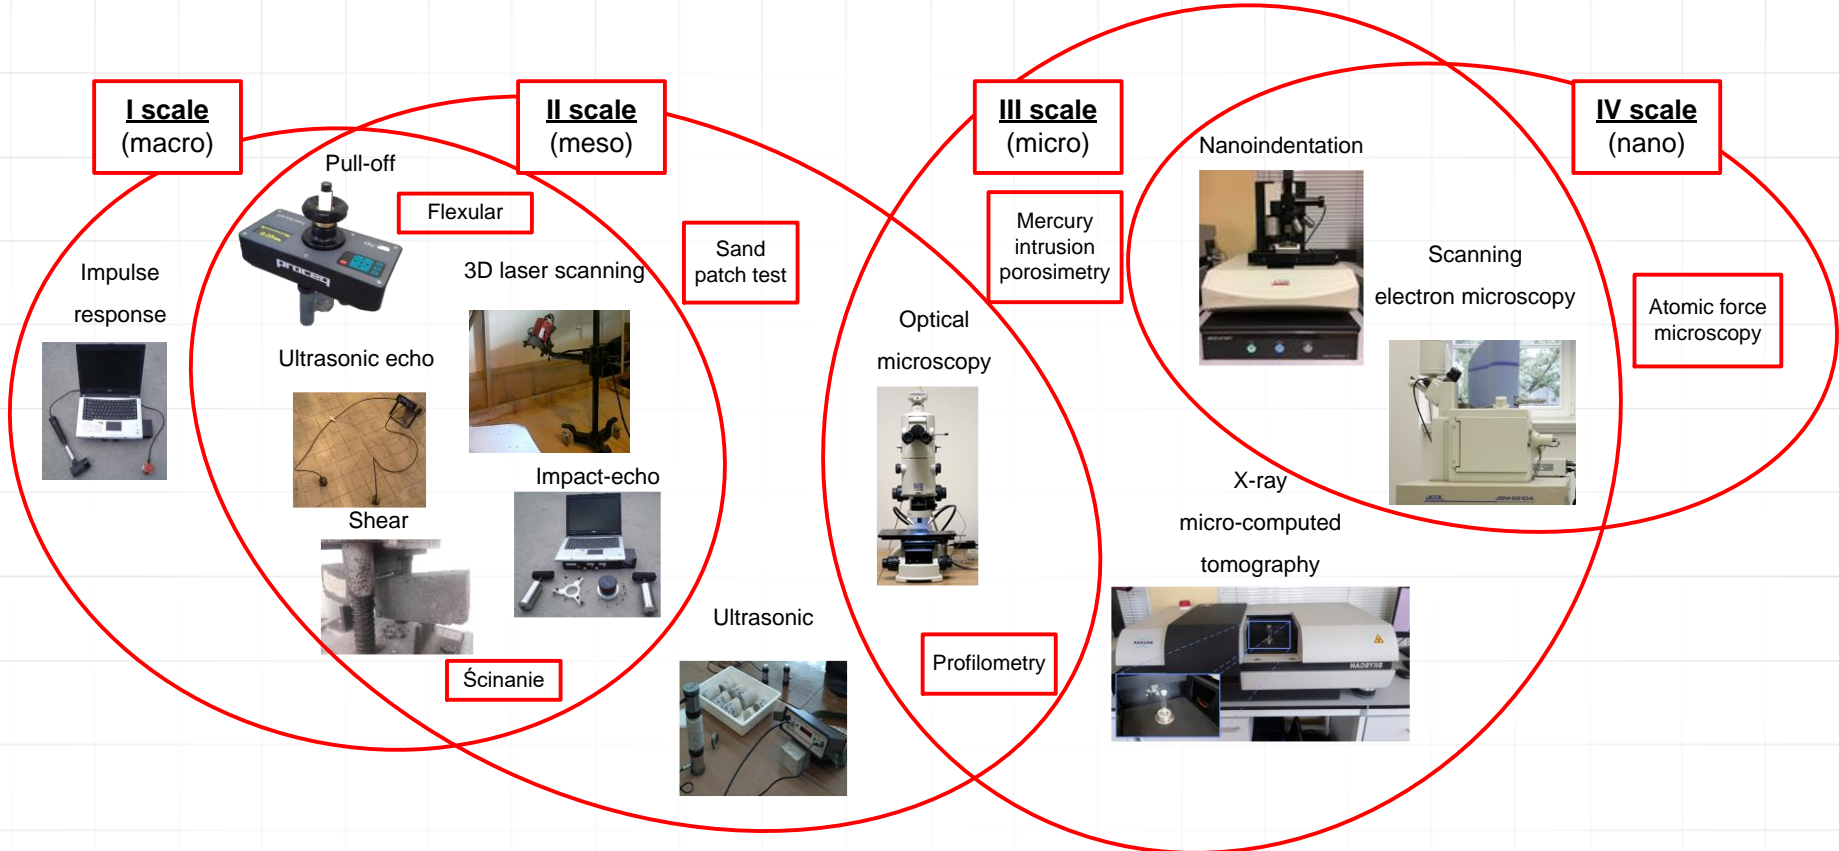 I scale
(macro)
II scale
(meso)
III scale
(micro)
IV scale
(nano)
Pull-off
Flexular
proceq
Impulse
response
3D laser scanning
Sand
patch test
Ultrasonic echo
Impact-echo
Shear
Ścinanie
Ultrasonic
Optical
microscopy
Profilometry
Mercury
intrusion
porosimetry
Nanoindentation
Scanning
electron microscopy
JEOL
X-ray
micro-computed
tomography
Atomic force
microscopy